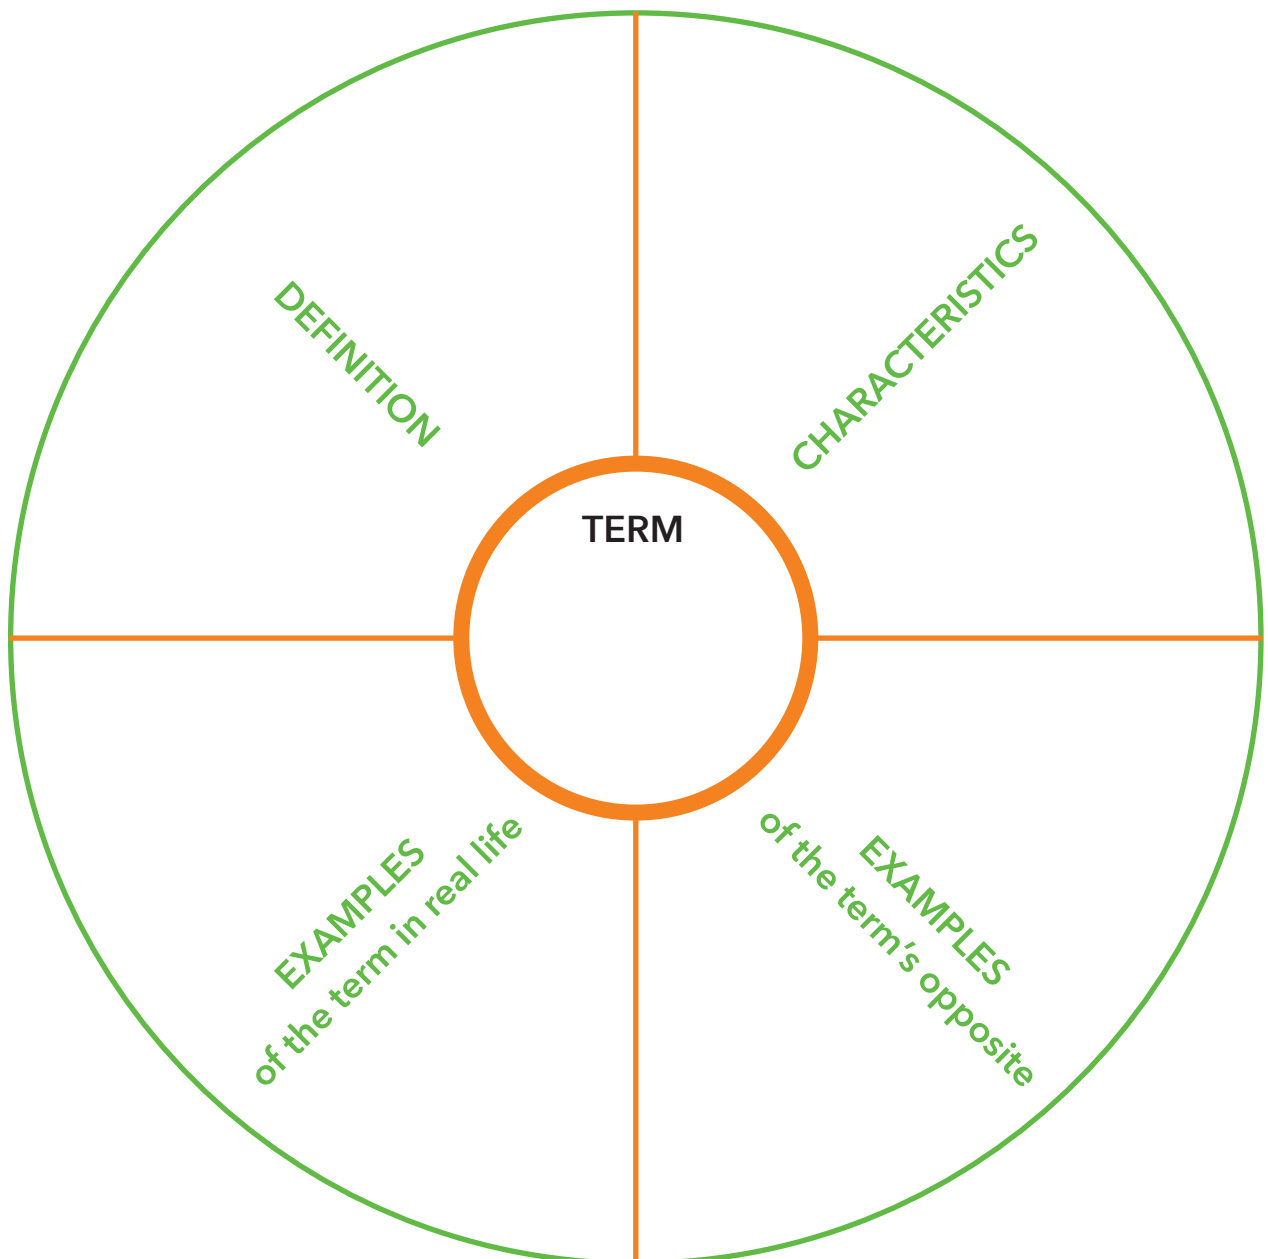 DEFINITION
CHARACTERISTICS
TERM
EXAMPLES
of the term in real life
EXAMPLES
of the term’s opposite